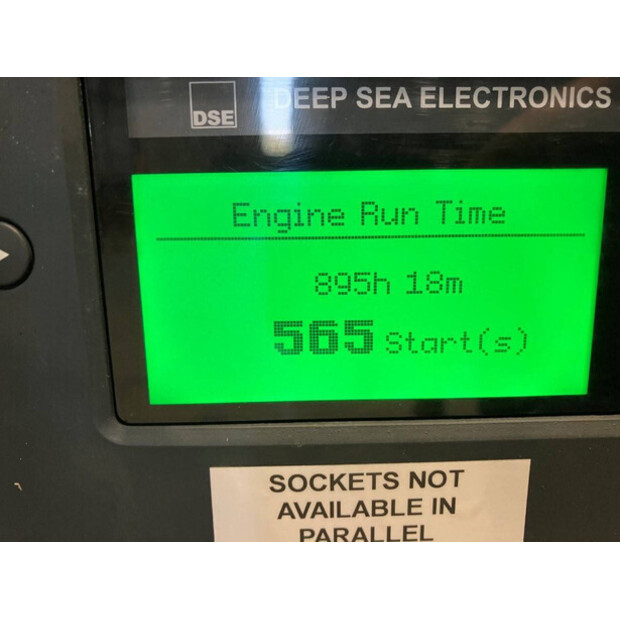 DSE DEEP SEA ELECTRONICS
Engine Run Time
895h 18m
565 Start(s)
SOCKETS NOT
AVAILABLE IN
PARALLEL